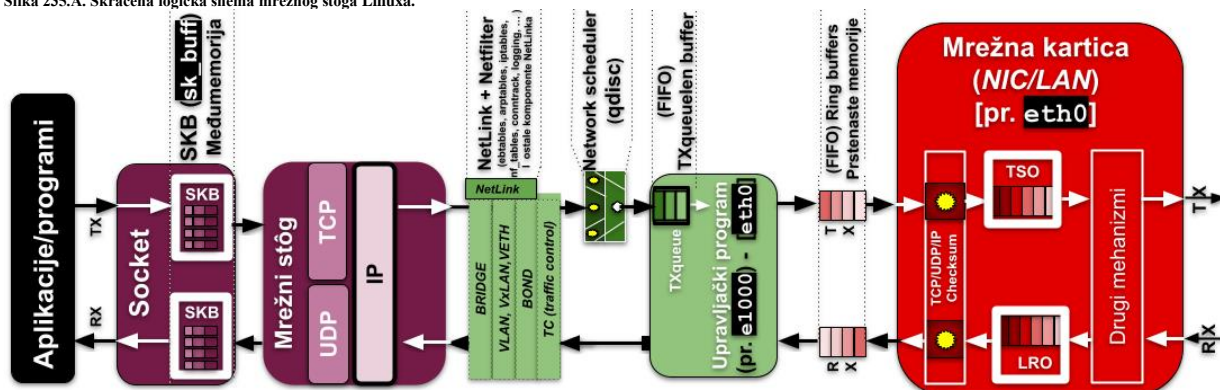 Slika 235.A. Skraćena logička shema mrežnog stoga Linuxa.
Aplikacije/programi
TX
RX
Socket
SKB (sk_buff)
Međumemorija
SKB
SKB
Mrežni stôg
UDP
TCP
IP
NetLink + Netfilter
(ebtables, arptables, iptables,
nf_tables, conntrack, logging, ...)
i ostale komponente NetLinka
NetLink
BRIDGE
VLAN, VxLAN,VETH
BOND
TC (traffic control)
Network scheduler
(qdisc)
(FIFO)
TXqueuelen buffer
TXqueue
Upravljački program
(pr. e1000) - [eth0]
(FIFO) Ring buffers
Prstenaste memorije
T X
R X
Mrežna kartica
(NIC/LAN)
[pr. eth0]
TCP/UDP/IP
Checksum
TSO
LRO
Drugi mehanizmi
TX
RX